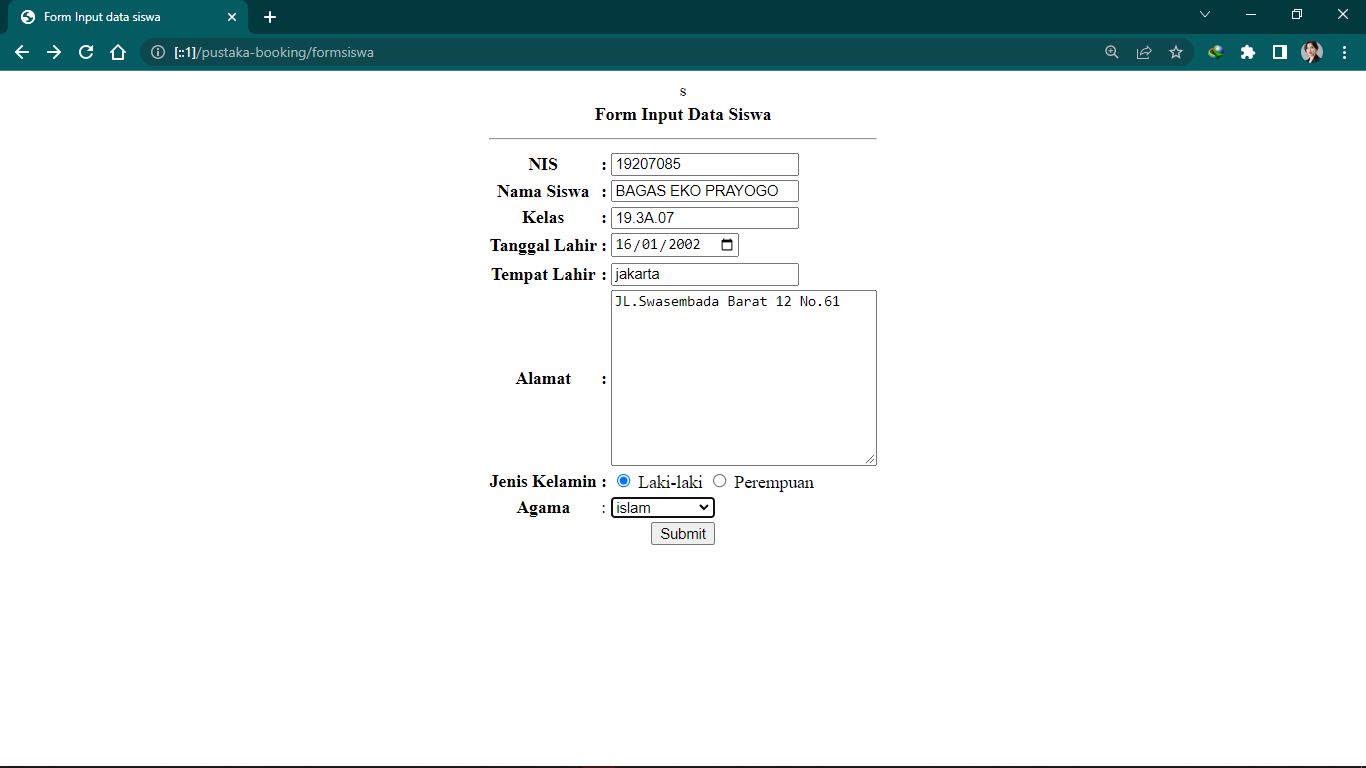 Form Input data siswa
[::1]/pustaka-booking/formsiswa
s
Form Input Data Siswa
NIS : 19207085
Nama Siswa : BAGAS EKO PRAYOGO
Kelas : 19.3A.07
Tanggal Lahir : 16/01/2002
Tempat Lahir : jakarta
Alamat : JL.Swasembada Barat 12 No.61
Jenis Kelamin : Laki-laki Perempuan
Agama : islam
Submit